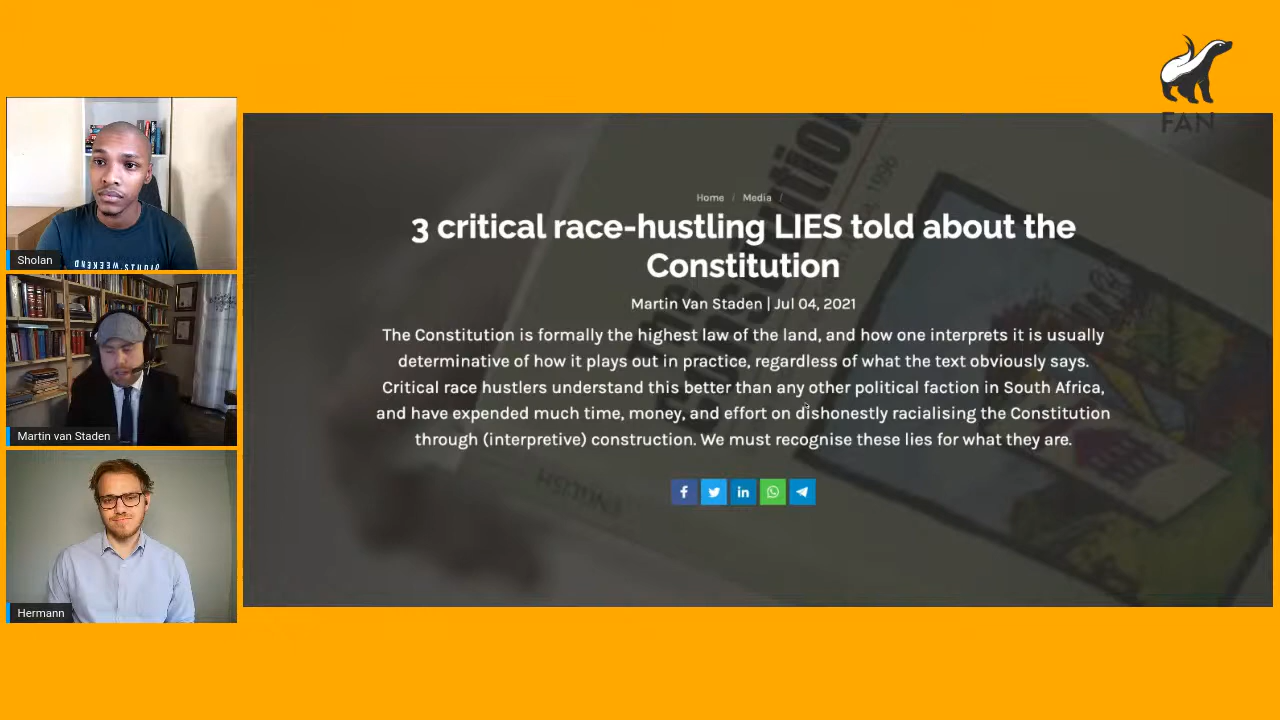 FAN
Sholan
Martin van Staden
Hermann
Home / Media /
3 critical race-hustling LIES told about the
Constitution
Martin Van Staden | Jul 04, 2021
The Constitution is formally the highest law of the land, and how one interprets it is usually
determinative of how it plays out in practice, regardless of what the text obviously says.
Critical race hustlers understand this better than any other political faction in South Africa,
and have expended much time, money, and effort on dishonestly racialising the Constitution
through (interpretive) construction. We must recognise these lies for what they are.
ENGLISH
1996